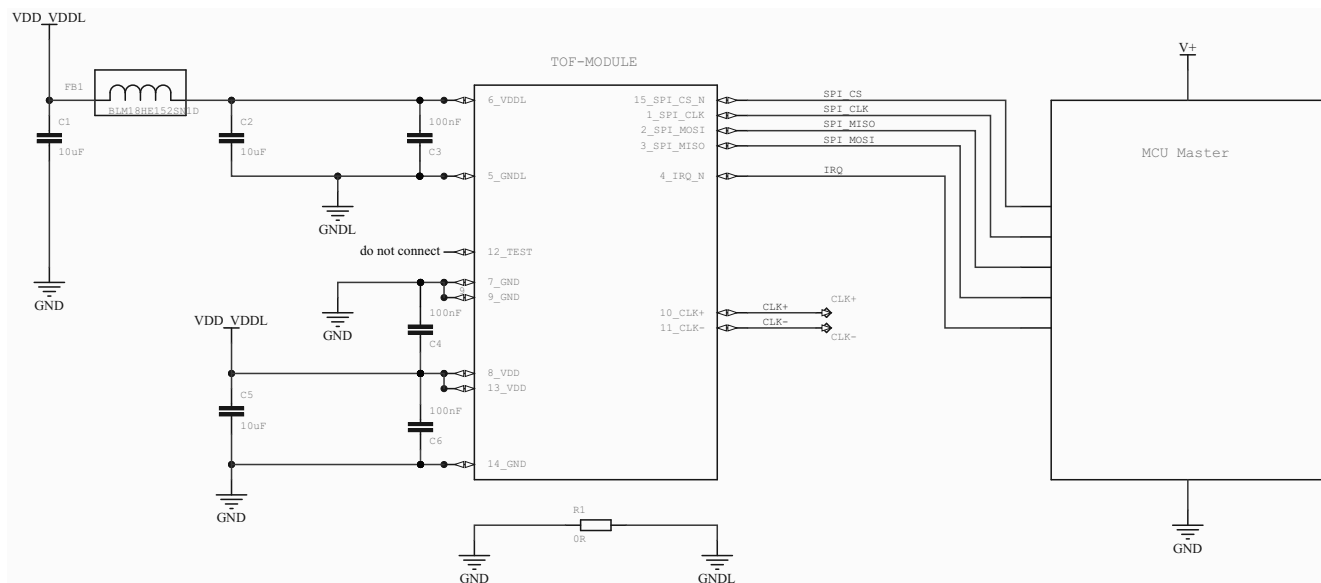 VDD_VDDL
FB1
BLM18HE152SN1D
C1
10uF
C2
10uF
100nF
C3
GNDL
GND
do not connect
GND
100nF
C4
VDD_VDDL
C5
10uF
100nF
C6
GND
TOF-MODULE
6_VDDL
5_GNDL
12_TEST
7_GND
9
9_GND
8_VDD
13_VDD
14_GND
15_SPI_CS_N
1_SPI_CLK
2_SPI_MOSI
3_SPI_MISO
4_IRQ_N
10_CLK+
11_CLK-
SPI_CS
SPI_CLK
SPI_MISO
SPI_MOSI
IRQ
CLK+
CLK-
CLK+
CLK-
V+
MCU Master
GND
R1
0R
GND
GNDL